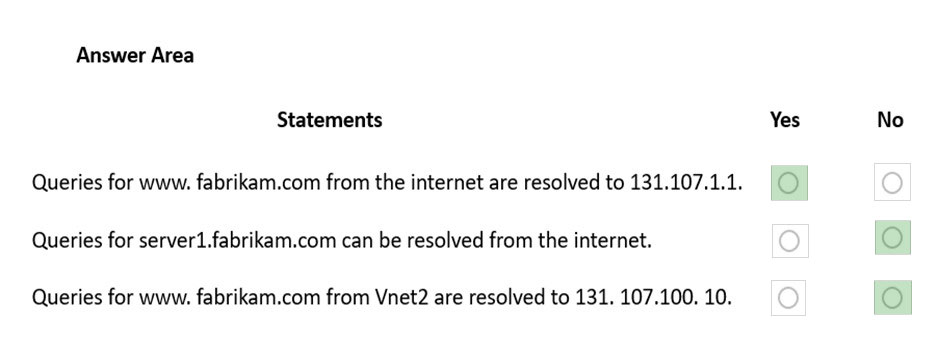 Answer Area
Statements Yes No
Queries for www. fabrikam.com from the internet are resolved to 131.107.1.1.
Queries for server1.fabrikam.com can be resolved from the internet.
Queries for www. fabrikam.com from Vnet2 are resolved to 131. 107.100. 10.